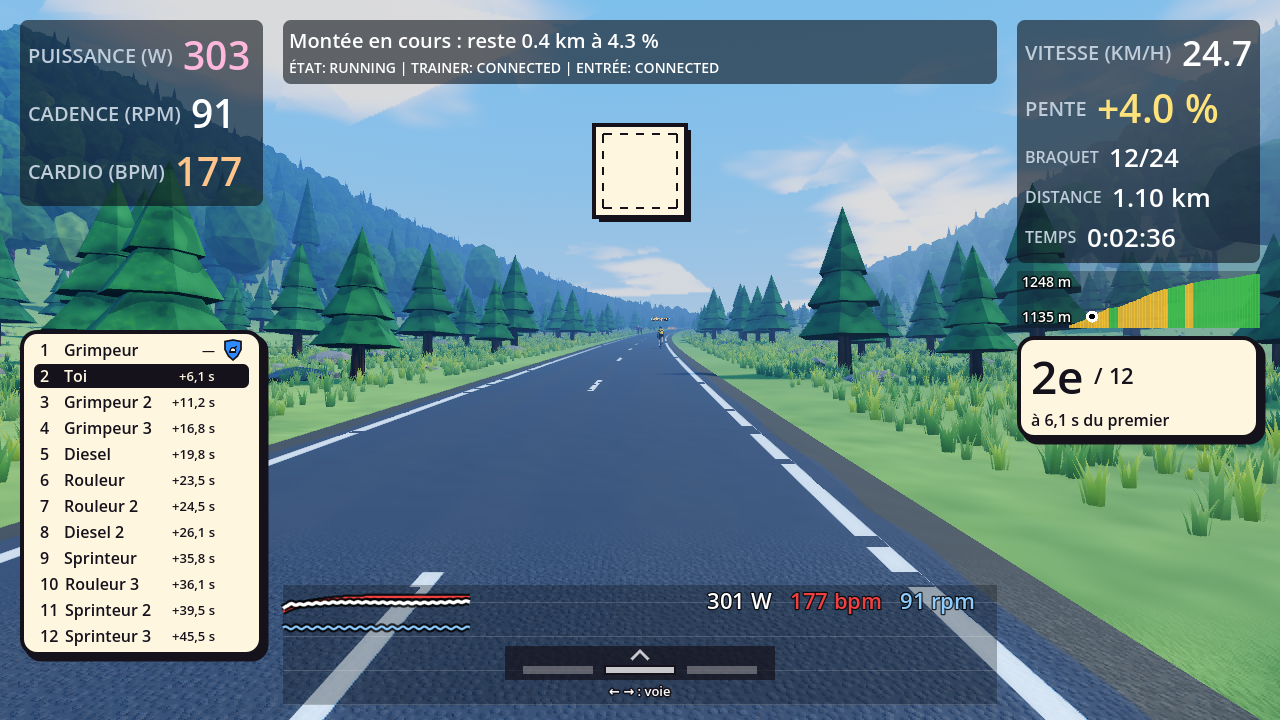 PUISSANCE (W) 303
CADENCE (RPM) 91
CARDIO (BPM) 177
Montée en cours : reste 0.4 km à 4.3 %
ÉTAT: RUNNING | TRAINER: CONNECTED | ENTRÉE: CONNECTED
VITESSE (KM/H) 24.7
PENTE +4.0 %
BRAQUET 12/24
DISTANCE 1.10 km
TEMPS 0:02:36
1248 m
1135 m
1 Grimpeur —
2 Toi +6,1 s
3 Grimpeur 2 +11,2 s
4 Grimpeur 3 +16,8 s
5 Diesel +19,8 s
6 Rouleur +23,5 s
7 Rouleur 2 +24,5 s
8 Diesel 2 +26,1 s
9 Sprinteur +35,8 s
10 Rouleur 3 +36,1 s
11 Sprinteur 2 +39,5 s
12 Sprinteur 3 +45,5 s
2e / 12
à 6,1 s du premier
301 W 177 bpm 91 rpm
← → : voie